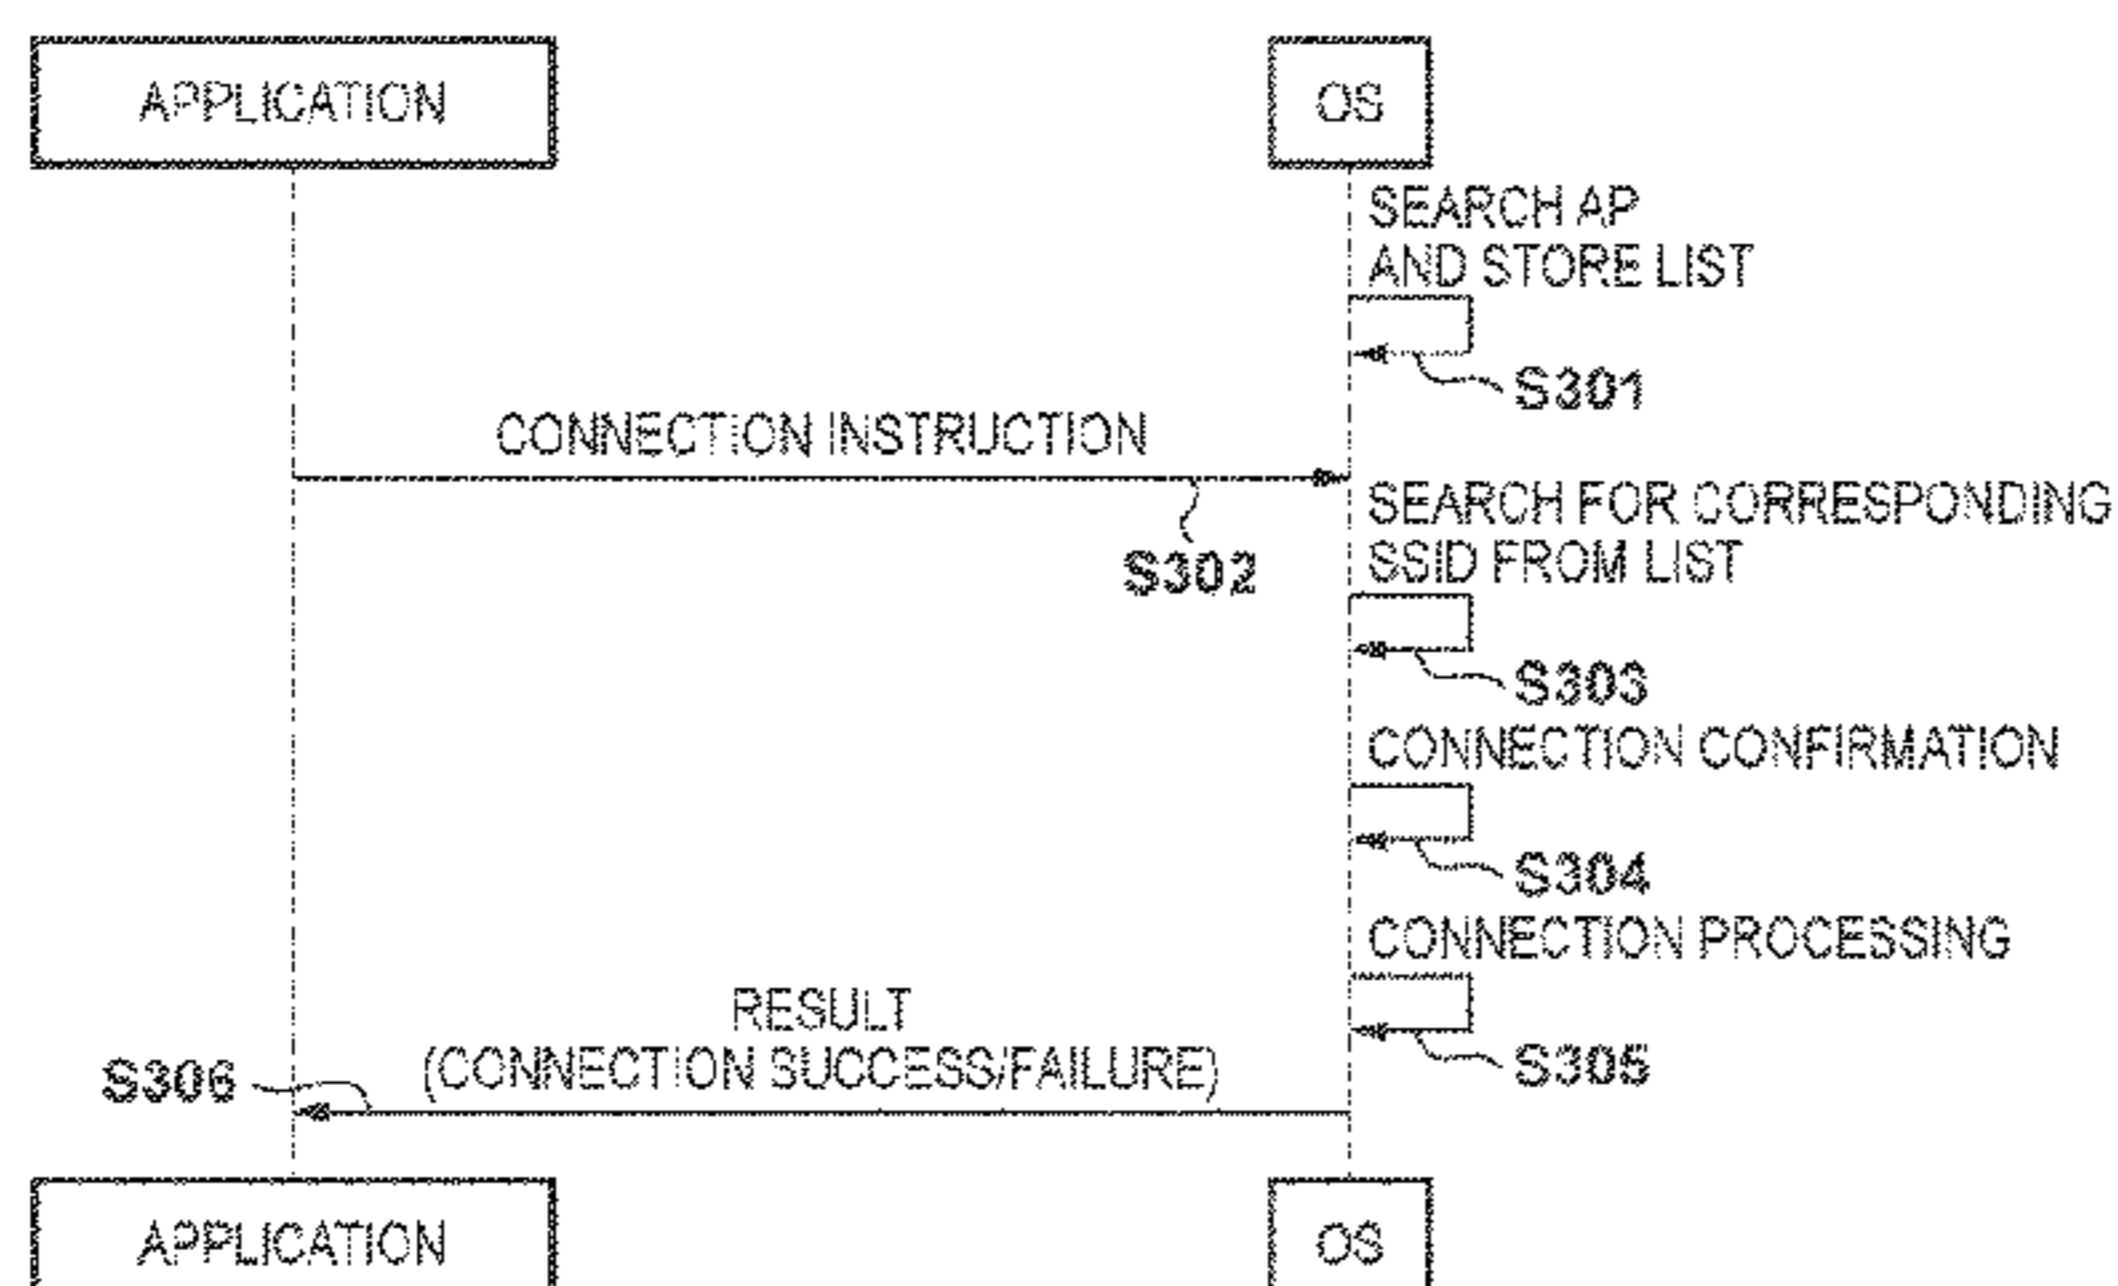 APPLICATION
OS
SEARCH AP
AND STORE LIST
S301
CONNECTION INSTRUCTION
S302
SEARCH FOR CORRESPONDING
SSID FROM LIST
S303
CONNECTION CONFIRMATION
S304
CONNECTION PROCESSING
S305
RESULT
(CONNECTION SUCCESS/FAILURE)
S306
APPLICATION
OS